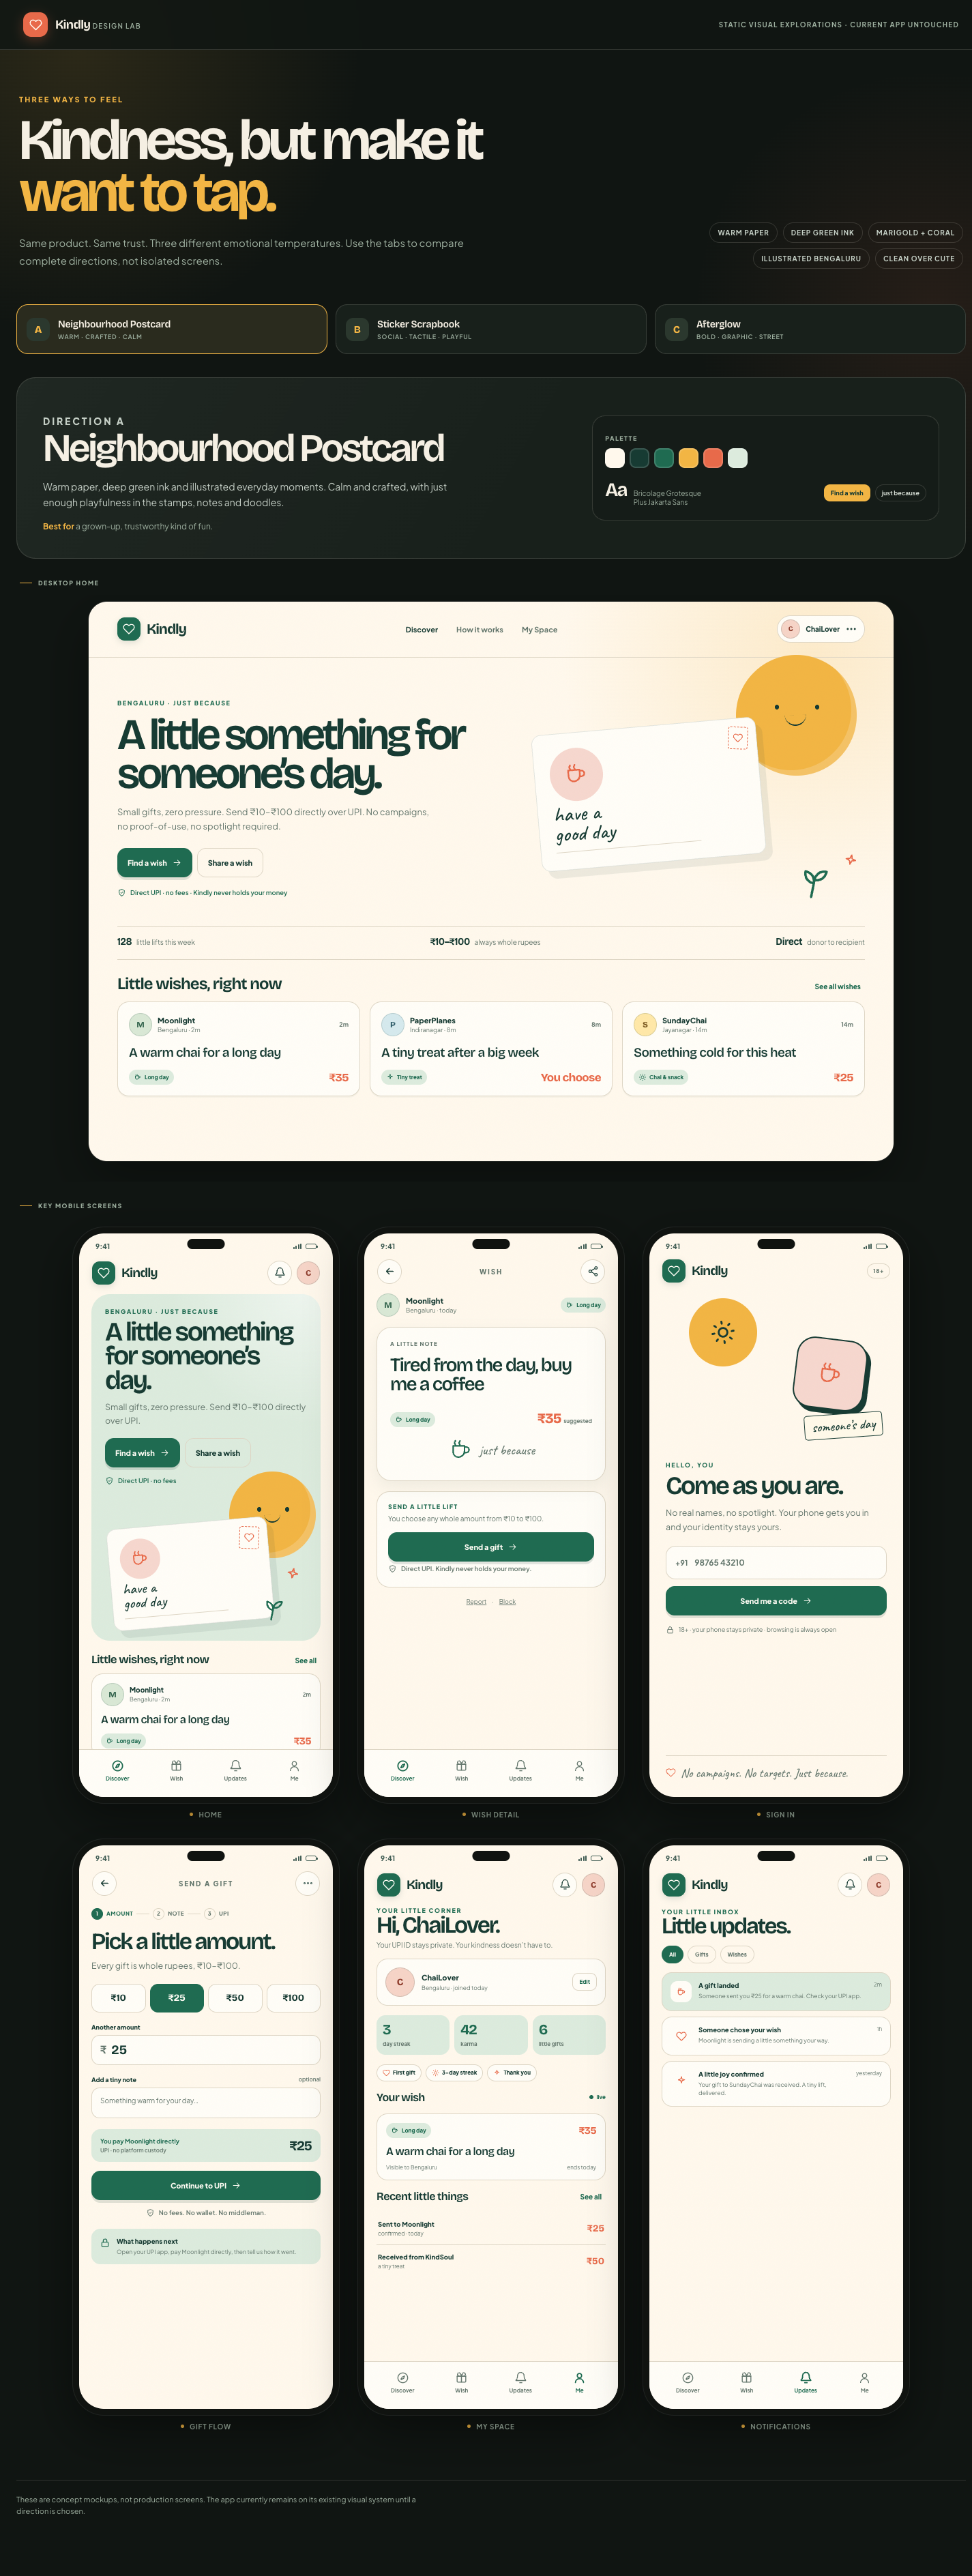 Kindly DESIGN LAB
STATIC VISUAL EXPLORATIONS · CURRENT APP UNTOUCHED
THREE WAYS TO FEEL
Kindness, but make it
want to tap.
Same product. Same trust. Three different emotional temperatures. Use the tabs to compare
complete directions, not isolated screens.
WARM PAPER
DEEP GREEN INK
MARIGOLD + CORAL
ILLUSTRATED BENGALURU
CLEAN OVER CUTE
A
Neighbourhood Postcard
WARM · CRAFTED · CALM
B
Sticker Scrapbook
SOCIAL · TACTILE · PLAYFUL
C
Afterglow
BOLD · GRAPHIC · STREET
DIRECTION A
Neighbourhood Postcard
Warm paper, deep green ink and illustrated everyday moments. Calm and crafted, with just
enough playfulness in the stamps, notes and doodles.
Best for a grown-up, trustworthy kind of fun.
PALETTE
Aa
Bricolage Grotesque
Plus Jakarta Sans
Find a wish
just because
DESKTOP HOME
Kindly
Discover
How it works
My Space
C
ChaiLover
BENGALURU · JUST BECAUSE
A little something for
someone's day.
Small gifts, zero pressure. Send ₹10–₹100 directly over UPI. No campaigns,
no proof-of-use, no spotlight required.
Find a wish
Share a wish
Direct UPI · no fees · Kindly never holds your money
have a
good day
128 little lifts this week
₹10–₹100 always whole rupees
Direct donor to recipient
Little wishes, right now
See all wishes
M
Moonlight
Bengaluru · 2m
2m
A warm chai for a long day
Long day
₹35
P
PaperPlanes
Indiranagar · 8m
8m
A tiny treat after a big week
Tiny treat
You choose
S
SundayChai
Jayanagar · 14m
14m
Something cold for this heat
Chai & snack
₹25
KEY MOBILE SCREENS
9:41
Kindly
C
BENGALURU · JUST BECAUSE
A little something
for someone's
day.
Small gifts, zero pressure. Send ₹10–₹100 directly
over UPI.
Find a wish
Share a wish
Direct UPI · no fees
have a
good day
Little wishes, right now
See all
M
Moonlight
Bengaluru · 2m
2m
A warm chai for a long day
Long day
₹35
Discover
Wish
Updates
Me
HOME
9:41
WISH
M
Moonlight
Bengaluru · today
Long day
A LITTLE NOTE
Tired from the day, buy
me a coffee
Long day
₹35 suggested
just because
SEND A LITTLE LIFT
You choose any whole amount from ₹10 to ₹100.
Send a gift
Direct UPI. Kindly never holds your money.
Report · Block
Discover
Wish
Updates
Me
WISH DETAIL
9:41
Kindly
18+
someone's day
HELLO, YOU
Come as you are.
No real names, no spotlight. Your phone gets you in
and your identity stays yours.
+91 98765 43210
Send me a code
18+ · your phone stays private · browsing is always open
No campaigns. No targets. Just because.
SIGN IN
9:41
SEND A GIFT
1 AMOUNT
2 NOTE
3 UPI
Pick a little amount.
Every gift is whole rupees, ₹10–₹100.
₹10
₹25
₹50
₹100
Another amount
₹ 25
Add a tiny note
optional
Something warm for your day...
You pay Moonlight directly
UPI · no platform custody
₹25
Continue to UPI
No fees. No wallet. No middleman.
What happens next
Open your UPI app, pay Moonlight directly, then tell us how it went.
GIFT FLOW
9:41
Kindly
C
YOUR LITTLE CORNER
Hi, ChaiLover.
Your UPI ID stays private. Your kindness doesn't have to.
C
ChaiLover
Bengaluru · joined today
Edit
3
day streak
42
karma
6
little gifts
First gift
3-day streak
Thank you
Your wish
live
Long day
₹35
A warm chai for a long day
Visible to Bengaluru
ends today
Recent little things
See all
Sent to Moonlight
confirmed · today
₹25
Received from KindSoul
a tiny treat
₹50
Discover
Wish
Updates
Me
MY SPACE
9:41
Kindly
C
YOUR LITTLE INBOX
Little updates.
All
Gifts
Wishes
A gift landed
Someone sent you ₹25 for a warm chai. Check your UPI app.
2m
Someone chose your wish
Moonlight is sending a little something your way.
1h
A little joy confirmed
Your gift to SundayChai was received. A tiny lift,
delivered.
yesterday
Discover
Wish
Updates
Me
NOTIFICATIONS
These are concept mockups, not production screens. The app currently remains on its existing visual system until a
direction is chosen.